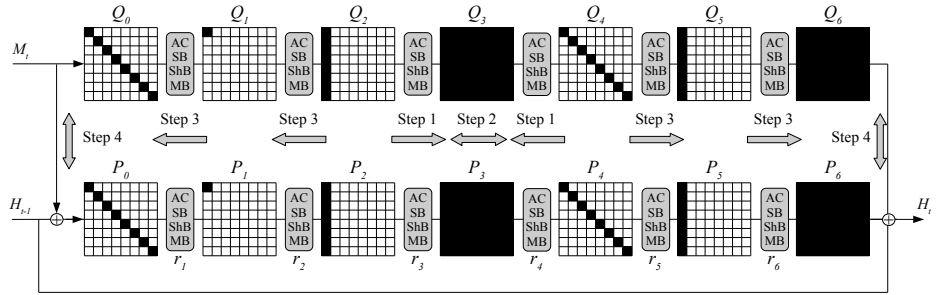 Q0 Q1 Q2 Q3 Q4 Q5 Q6
Mt
AC SB ShB MB
AC SB ShB MB
AC SB ShB MB
AC SB ShB MB
AC SB ShB MB
AC SB ShB MB
Step 4 Step 3 Step 3 Step 1 Step 2 Step 1 Step 3 Step 3 Step 4
P0 P1 P2 P3 P4 P5 P6
Ht-1
AC SB ShB MB
AC SB ShB MB
AC SB ShB MB
AC SB ShB MB
AC SB ShB MB
AC SB ShB MB
Ht
r1 r2 r3 r4 r5 r6